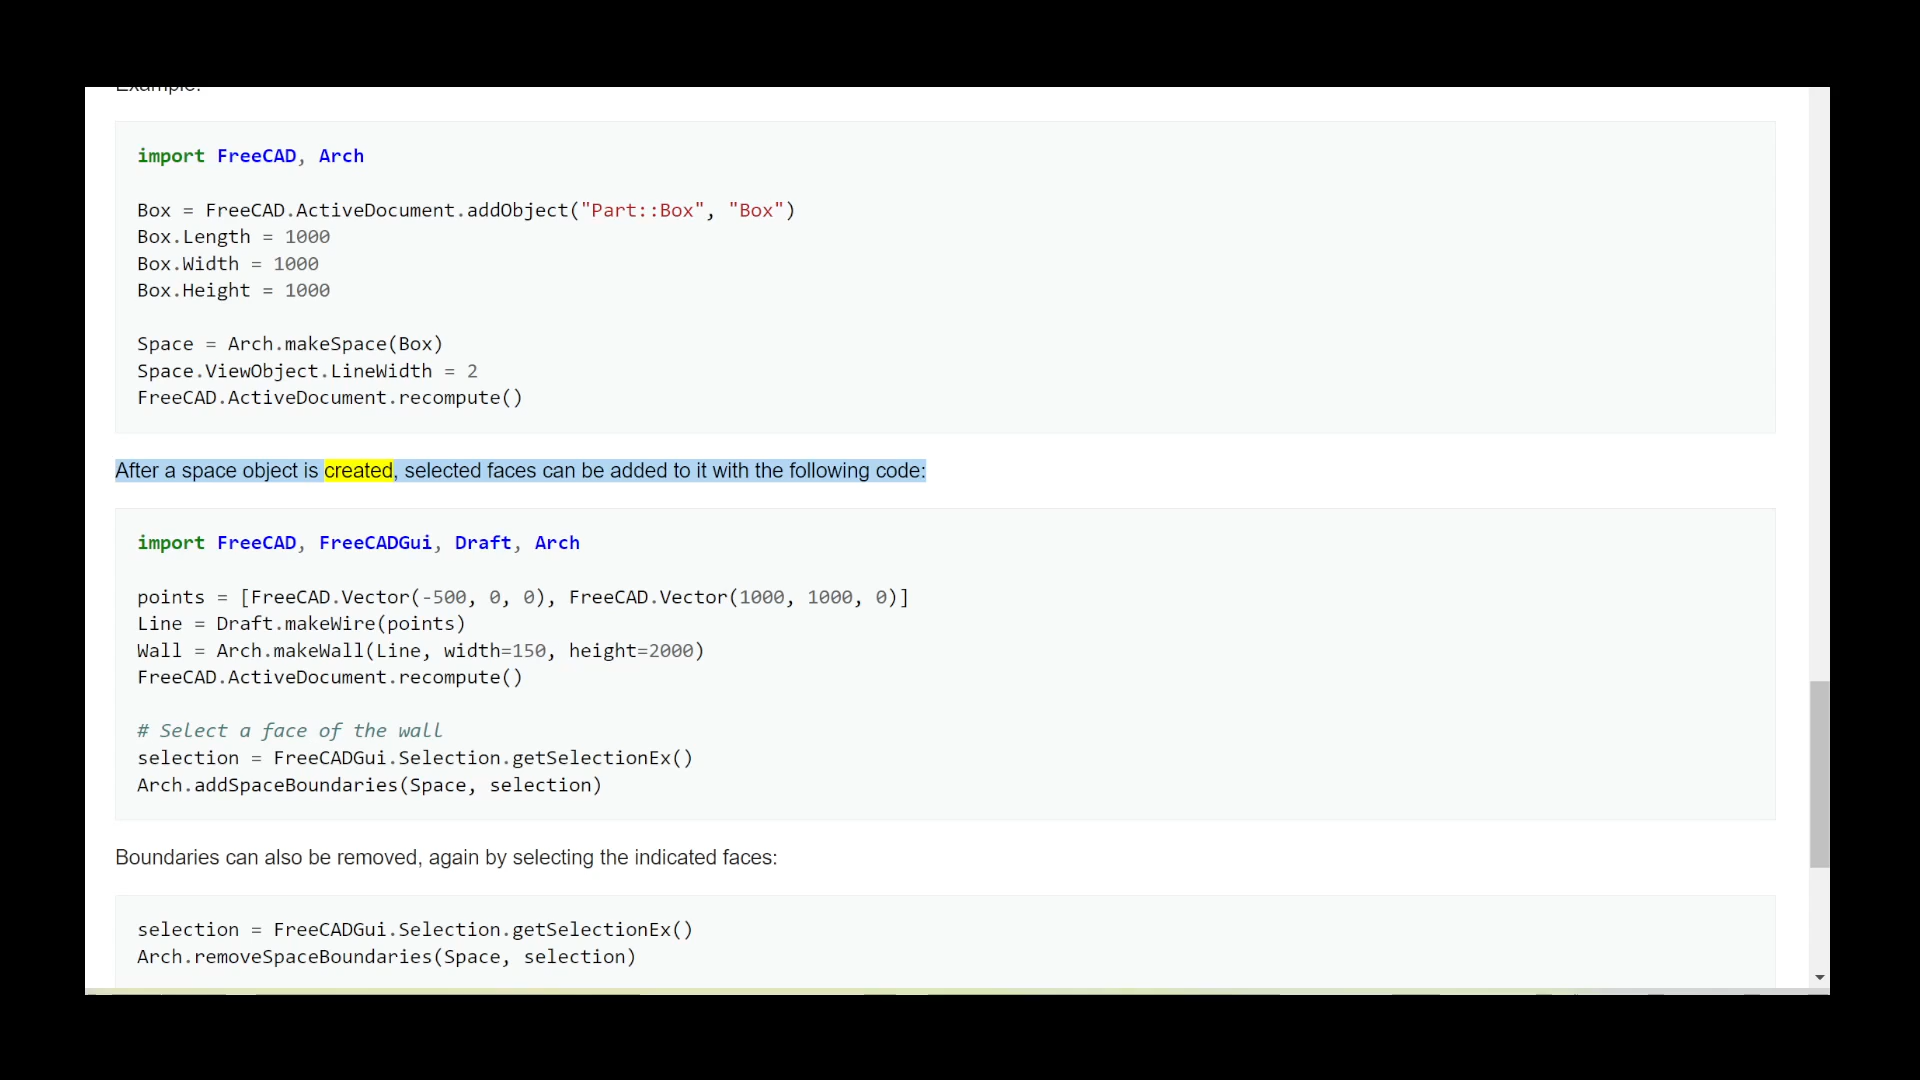 Example:
import FreeCAD, Arch
Box = FreeCAD.ActiveDocument.addObject("Part::Box", "Box")
Box.Length = 1000
Box.Width = 1000
Box.Height = 1000
Space = Arch.makeSpace(Box)
Space.ViewObject.LineWidth = 2
FreeCAD.ActiveDocument.recompute()
After a space object is created, selected faces can be added to it with the following code:
import FreeCAD, FreeCADGui, Draft, Arch
points = [FreeCAD.Vector(-500, 0, 0), FreeCAD.Vector(1000, 1000, 0)]
Line = Draft.makeWire(points)
Wall = Arch.makeWall(Line, width=150, height=2000)
FreeCAD.ActiveDocument.recompute()
# Select a face of the wall
selection = FreeCADGui.Selection.getSelectionEx()
Arch.addSpaceBoundaries(Space, selection)
Boundaries can also be removed, again by selecting the indicated faces:
selection = FreeCADGui.Selection.getSelectionEx()
Arch.removeSpaceBoundaries(Space, selection)